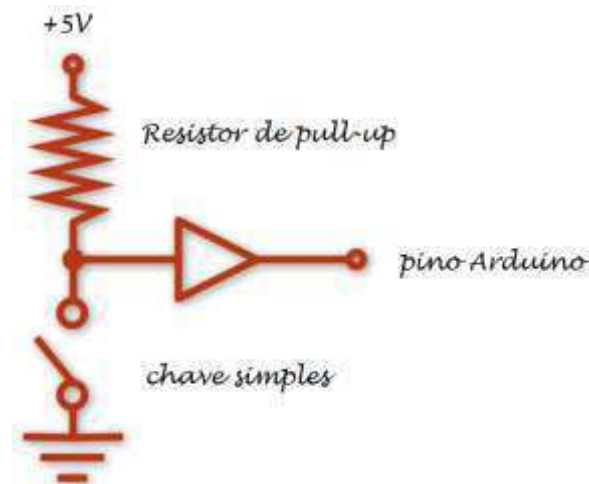 +5V
Resistor de pull-up
pino Arduino
chave simples